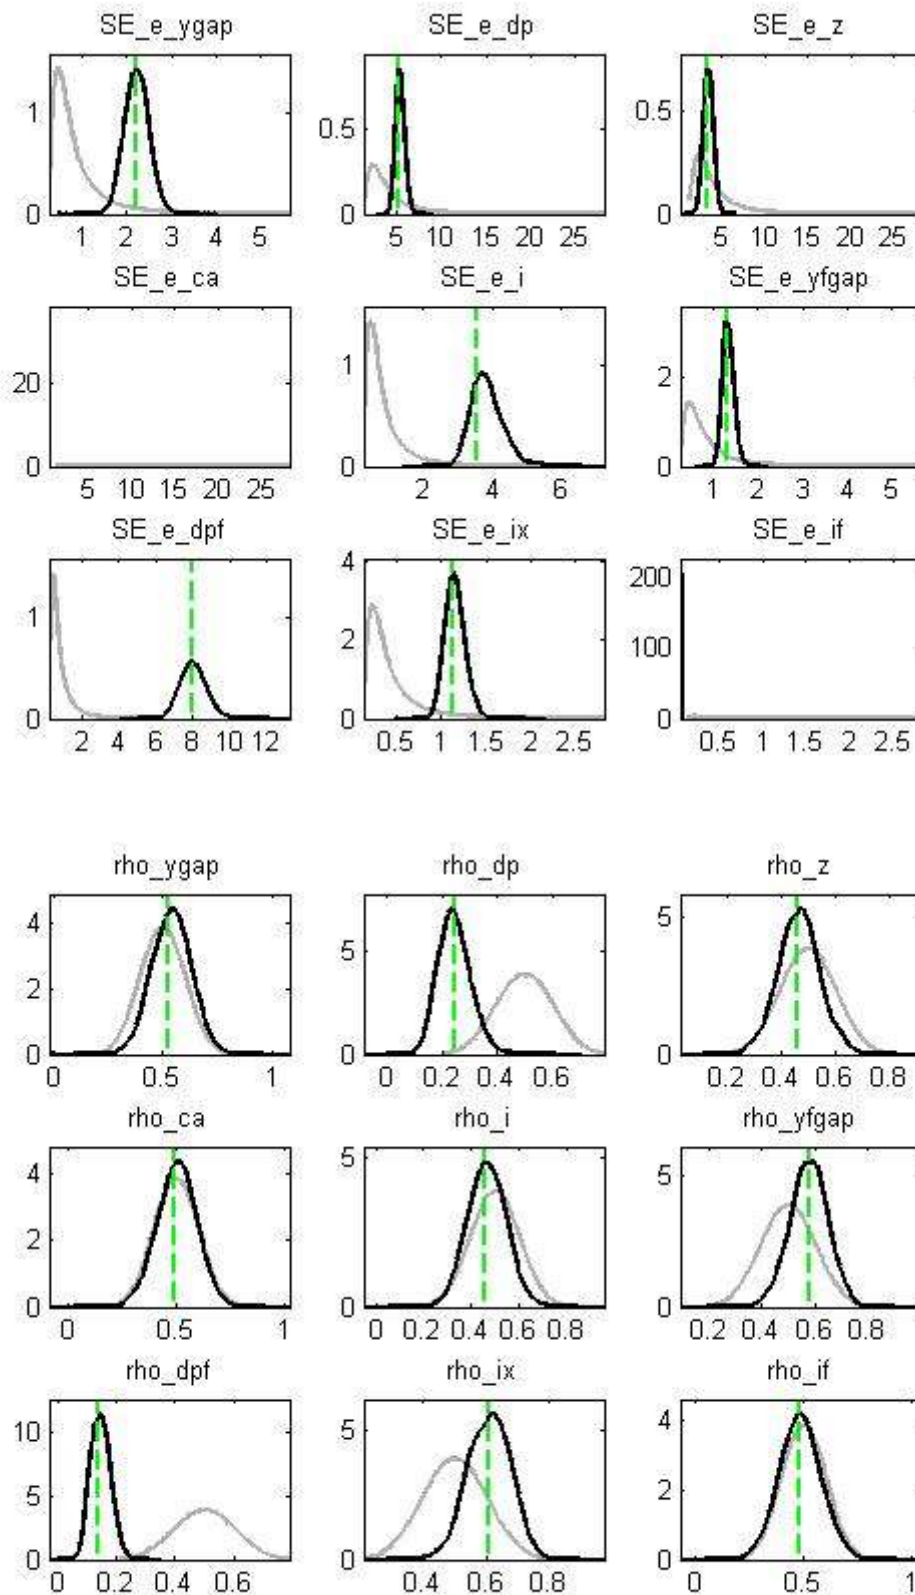 SE_e_ygap SE_e_dp SE_e_z
1 0.5 0.5
0 0 0
1 2 3 4 5 5 10 15 20 25 5 10 15 20 25
SE_e_ca SE_e_i SE_e_yfgap
20 1 2
0 0 0
5 10 15 20 25 2 4 6 1 2 3 4 5
SE_e_dpf SE_e_ix SE_e_if
1 4 2 200 100
0 0 0
2 4 6 8 10 12 0.5 1 1.5 2 2.5 0.5 1 1.5 2 2.5
rho_ygap rho_dp rho_z
4 2 5 5
0 0 0
0 0.5 1 0 0.2 0.4 0.6 0.2 0.4 0.6 0.8
rho_ca rho_i rho_yfgap
4 2 5 5
0 0 0
0 0.5 1 0 0.2 0.4 0.6 0.8 0.2 0.4 0.6 0.8
rho_dpf rho_ix rho_if
10 5 5 4 2
0 0 0
0 0.2 0.4 0.6 0.2 0.4 0.6 0.8 0 0.5 1